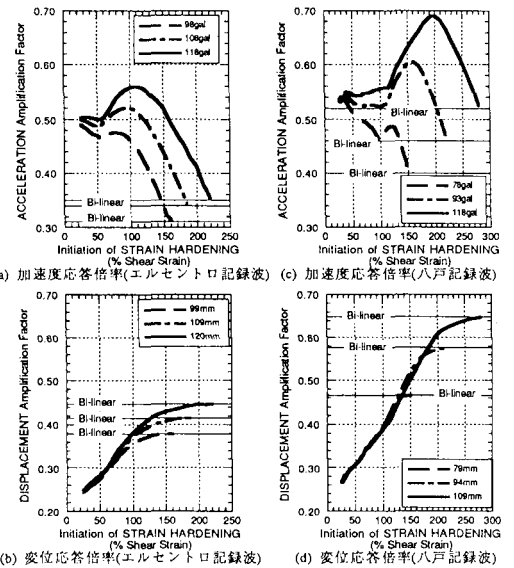 98gal
108gal
118gal
ACCELERATION Amplification Factor
0.70
0.60
0.50
0.40
0.30
Bi-linear
Bi-linear
0 50 100 150 200 250
Initiation of STRAIN HARDENING
(% Shear Strain)
a) 加速度応答倍率(エルセントロ記録波)
ACCELERATION Amplification Factor
0.70
0.60
0.50
0.40
0.30
Bi-linear
Bi-linear
Bi-linear
78gal
93gal
118gal
0 50 100 150 200 250 300
Initiation of STRAIN HARDENING
(% Shear Strain)
(c) 加速度応答倍率(八戸記録波)
99mm
109mm
120mm
DISPLACEMENT Amplification Factor
0.70
0.60
0.50
0.40
0.30
0.20
Bi-linear
Bi-linear
Bi-linear
0 50 100 150 200 250
Initiation of STRAIN HARDENING
(% Shear Strain)
(b) 変位応答倍率(エルセントロ記録波)
DISPLACEMENT Amplification Factor
0.70
0.60
0.50
0.40
0.30
0.20
Bi-linear
Bi-linear
Bi-linear
79mm
94mm
109mm
0 50 100 150 200 250 300
Initiation of STRAIN HARDENING
(% Shear Strain)
(d) 変位応答倍率(八戸記録波)